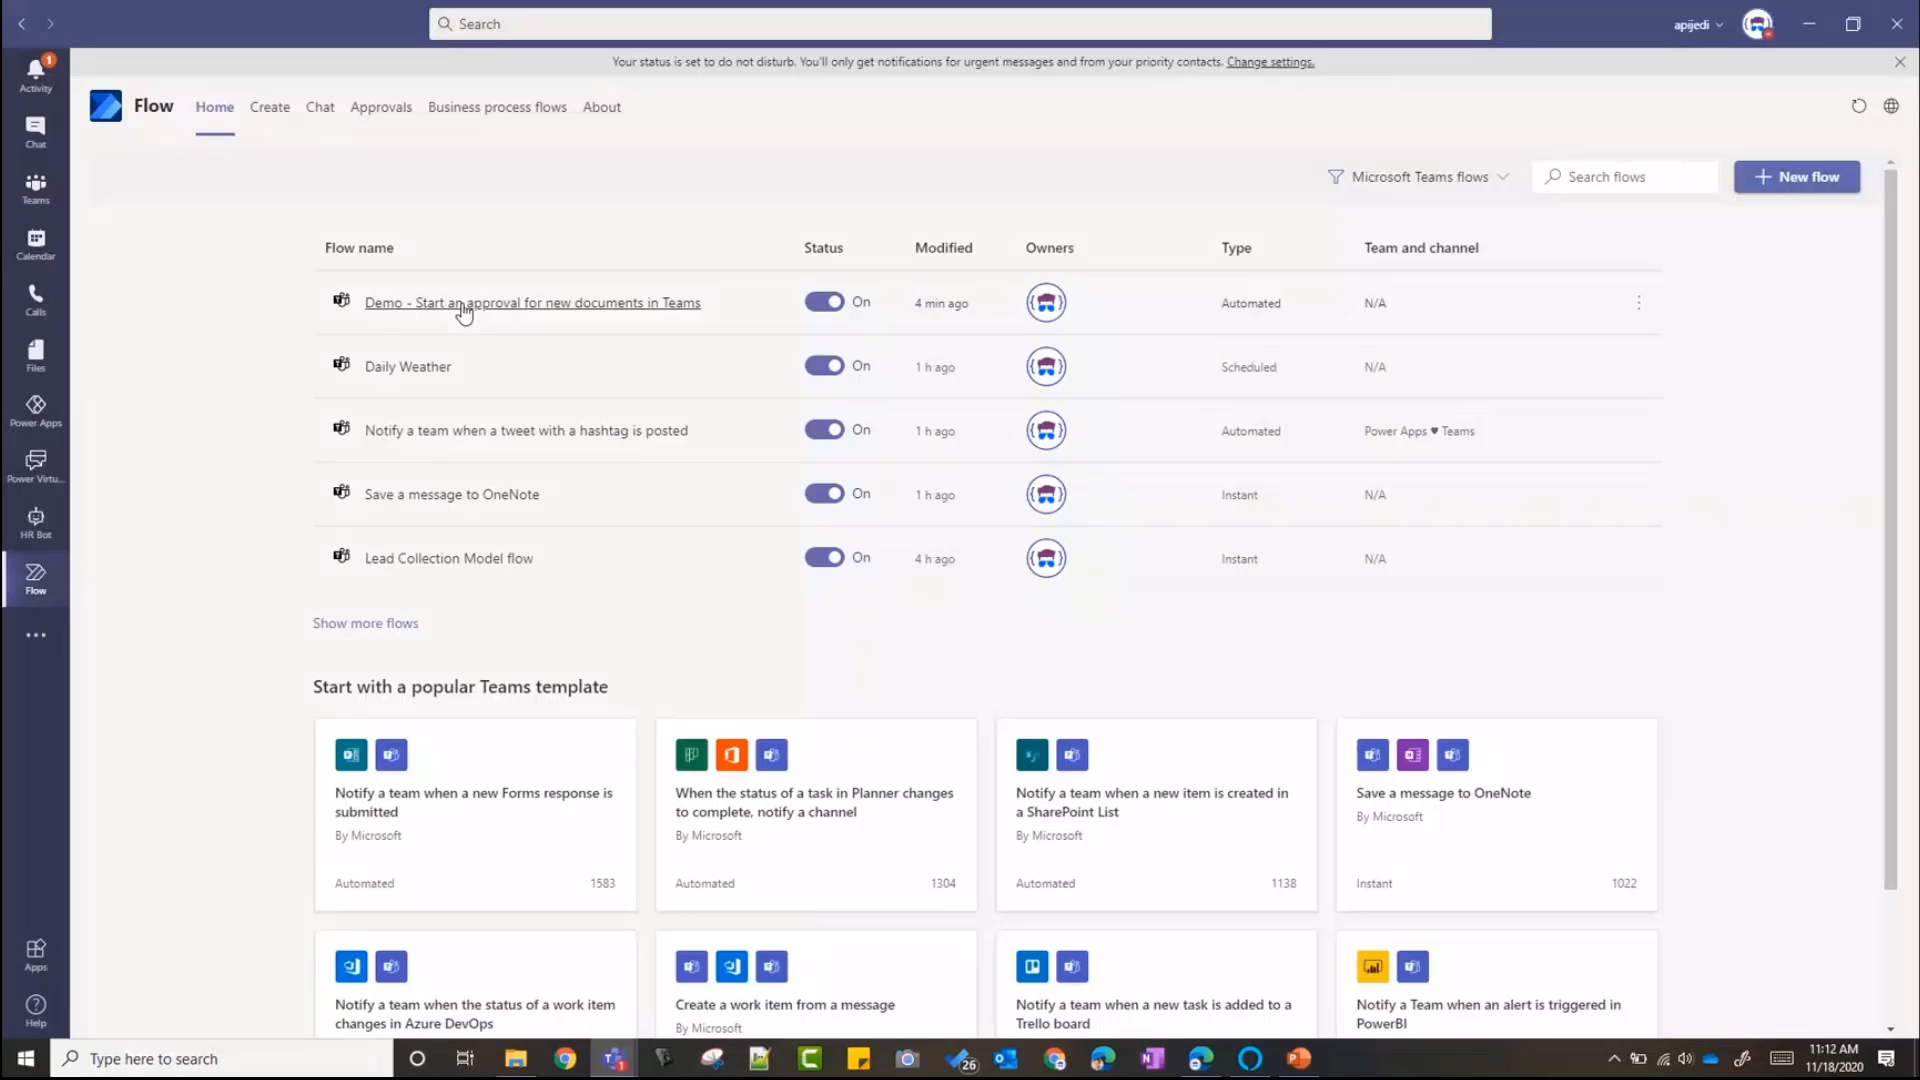 Search
apijedi
Your status is set to do not disturb. You'll only get notifications for urgent messages and from your priority contacts. Change settings.
1
Activity
Chat
Teams
Calendar
Calls
Files
Power Apps
Power Virtu...
HR Bot
Flow
Apps
Help
Flow Home Create Chat Approvals Business process flows About
Microsoft Teams flows Search flows New flow
Flow name Status Modified Owners Type Team and channel
Demo - Start an approval for new documents in Teams On 4 min ago Automated N/A
Daily Weather On 1 h ago Scheduled N/A
Notify a team when a tweet with a hashtag is posted On 1 h ago Automated Power Apps ♥ Teams
Save a message to OneNote On 1 h ago Instant N/A
Lead Collection Model flow On 4 h ago Instant N/A
Show more flows
Start with a popular Teams template
Notify a team when a new Forms response is
submitted
By Microsoft
Automated 1583
When the status of a task in Planner changes
to complete, notify a channel
By Microsoft
Automated 1304
Notify a team when a new item is created in
a SharePoint List
By Microsoft
Automated 1138
Save a message to OneNote
By Microsoft
Instant 1022
Notify a team when the status of a work item
changes in Azure DevOps
Create a work item from a message
By Microsoft
Notify a team when a new task is added to a
Trello board
Notify a Team when an alert is triggered in
PowerBI
Type here to search
1
26
11:12 AM
11/18/2020